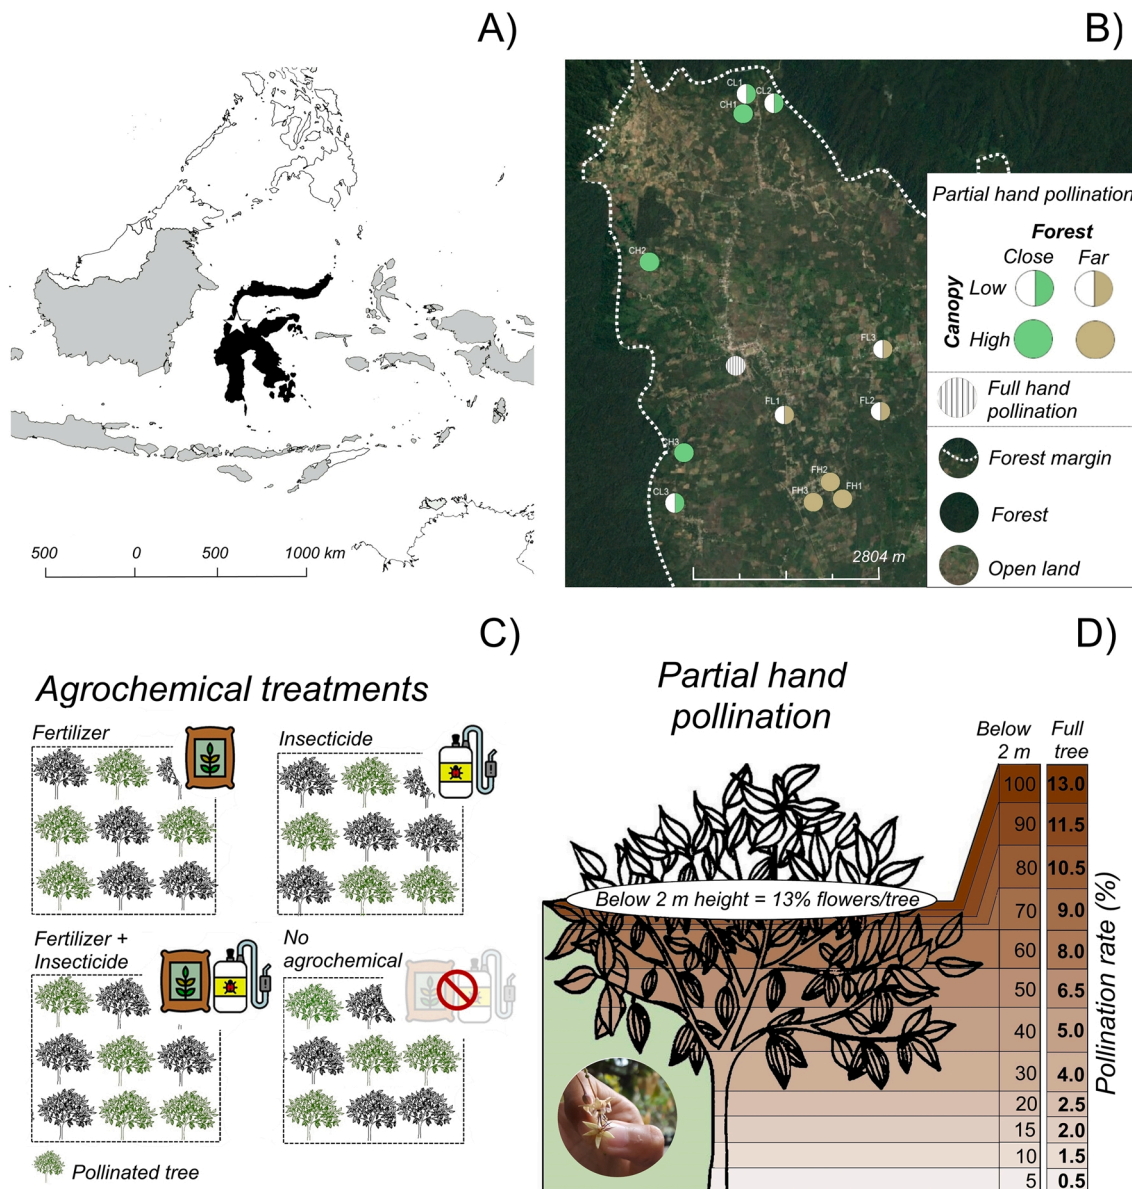 A)
500 0 500 1000 km
B)
CL1
CL2
CH1
CH2
FL3
FL1
FL2
CH3
FH2
FH3
FH1
CL3
2804 m
Partial hand pollination
Forest
Close Far
Canopy
Low
High
Full hand
pollination
Forest margin
Forest
Open land
C)
Agrochemical treatments
Fertilizer
Insecticide
Fertilizer +
Insecticide
No
agrochemical
Pollinated tree
D)
Partial hand
pollination
Below
2 m
Full
tree
100 13.0
90 11.5
80 10.5
70 9.0
60 8.0
50 6.5
40 5.0
30 4.0
20 2.5
15 2.0
10 1.5
5 0.5
Below 2 m height = 13% flowers/tree
Pollination rate (%)